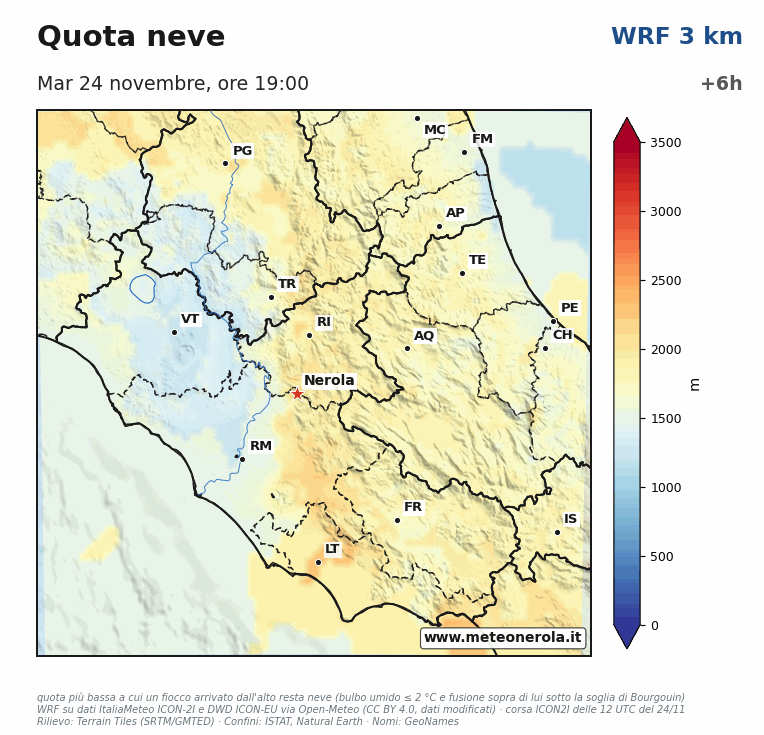 Quota neve
WRF 3 km
Mar 24 novembre, ore 19:00
+6h
MC
FM
PG
AP
TE
TR
PE
VT
RI
AQ
CH
Nerola
RM
FR
IS
LT
www.meteonerola.it
3500
3000
2500
2000
1500
1000
500
0
m
quota più bassa a cui un fiocco arrivato dall'alto resta neve (bulbo umido ≤ 2 °C e fusione sopra di lui sotto la soglia di Bourgouin)
WRF su dati ItaliaMeteo ICON-2I e DWD ICON-EU via Open-Meteo (CC BY 4.0, dati modificati) · corsa ICON2I delle 12 UTC del 24/11
Rilievo: Terrain Tiles (SRTM/GMTED) · Confini: ISTAT, Natural Earth · Nomi: GeoNames